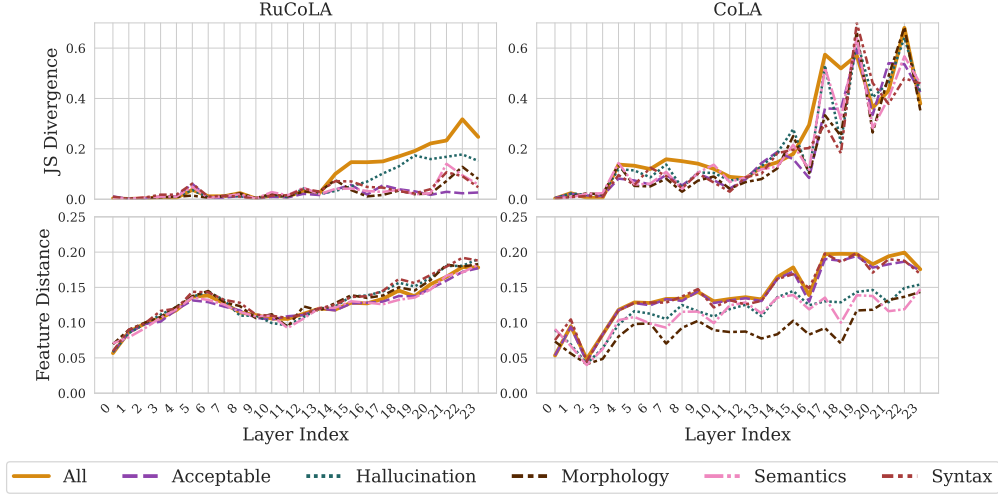 RuCoLA
CoLA
JS Divergence
0.6
0.4
0.2
0.0
0.6
0.4
0.2
0.0
Feature Distance
0.25
0.20
0.15
0.10
0.05
0.00
0.25
0.20
0.15
0.10
0.05
0.00
0 1 2 3 4 5 6 7 8 9 10 11 12 13 14 15 16 17 18 19 20 21 22 23
0 1 2 3 4 5 6 7 8 9 10 11 12 13 14 15 16 17 18 19 20 21 22 23
Layer Index
Layer Index
All Acceptable Hallucination Morphology Semantics Syntax